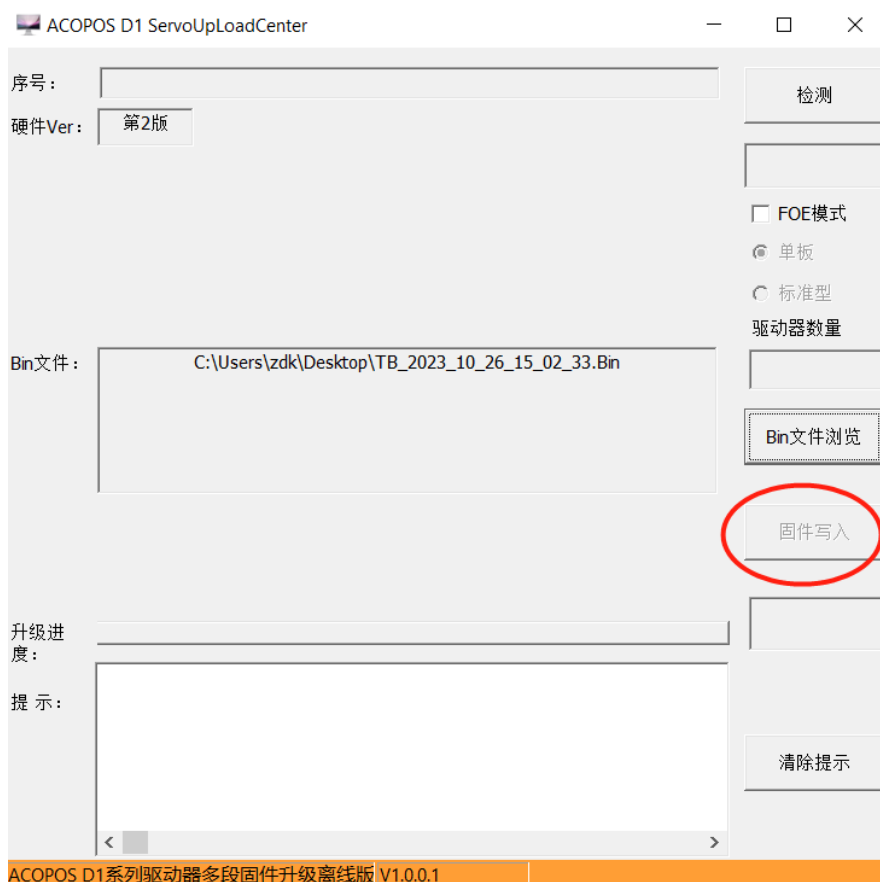 ACOPOS D1 ServoUpLoadCenter
序号：
检测
硬件Ver：
第2版
FOE模式
单板
标准型
驱动器数量
Bin文件：
C:\Users\zdk\Desktop\TB_2023_10_26_15_02_33.Bin
Bin文件浏览
固件写入
升级进
度：
提 示：
清除提示
ACOPOS D1系列驱动器多段固件升级离线版 V1.0.0.1